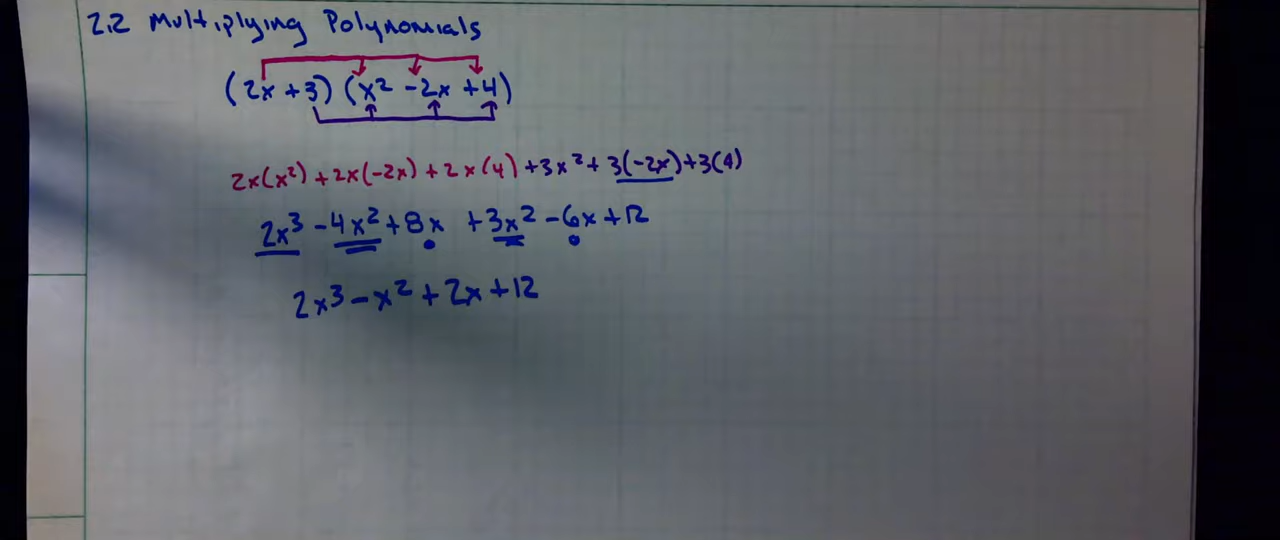 2.2 Multiplying Polynomials
(2x +3) (x² -2x +4)
2x(x²) +2x(-2x) + 2x(4) +3x² + 3(-2x) +3(4)
2x³ -4x² +8x +3x² -6x +12
2x³ - x² + 2x +12